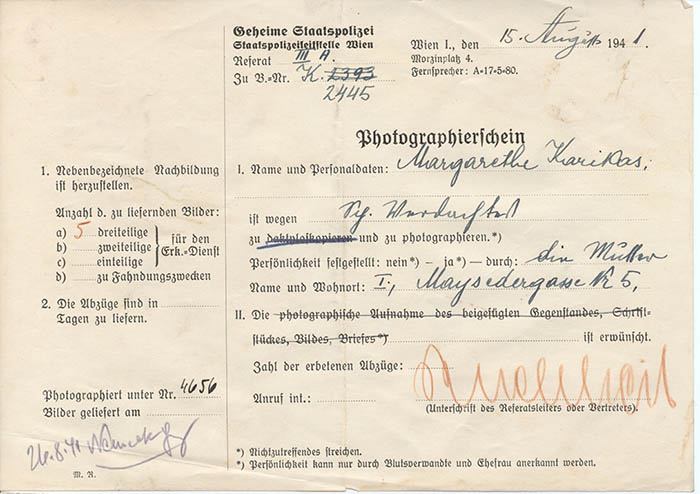 Geheime Staatspolizei
Staatspolizeileitstelle Wien
Referat III A.
Zu B.-Nr. K. 2393
2445
Wien I., den 15. August 1941.
Morzinplatz 4.
Fernsprecher: A-17-5-80.
Photographierschein
1. Nebenbezeichnete Nachbildung
ist herzustellen.
Anzahl d. zu liefernden Bilder:
a) 5 dreiteilige
b) zweiteilige
c) einteilige
für den
Erk.-Dienst
d) zu Fahndungszwecken
2. Die Abzüge sind in
Tagen zu liefern.
Photographiert unter Nr. 4656
Bilder geliefert am
26.8.41
M. R.
I. Name und Personaldaten: Margarethe Karikas,
ist wegen Sch. Verdachtes
zu daktyloskopieren und zu photographieren.*)
Persönlichkeit festgestellt: nein*) – ja*) – durch: die Mutter
Name und Wohnort: I., Maysedergasse Nr 5,
II. Die photographische Aufnahme des beigefügten Gegenstandes, Schrift-
stückes, Bildes, Briefes*) ist erwünscht.
Zahl der erbetenen Abzüge:
Anruf int.:
(Unterschrift des Referatsleiters oder Vertreters).
*) Nichtzutreffendes streichen.
*) Persönlichkeit kann nur durch Blutsverwandte und Ehefrau anerkannt werden.